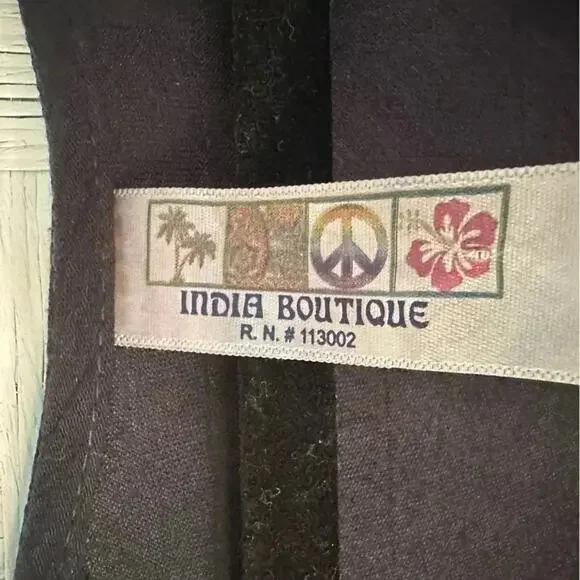 INDIA BOUTIQUE
R. N. # 113002